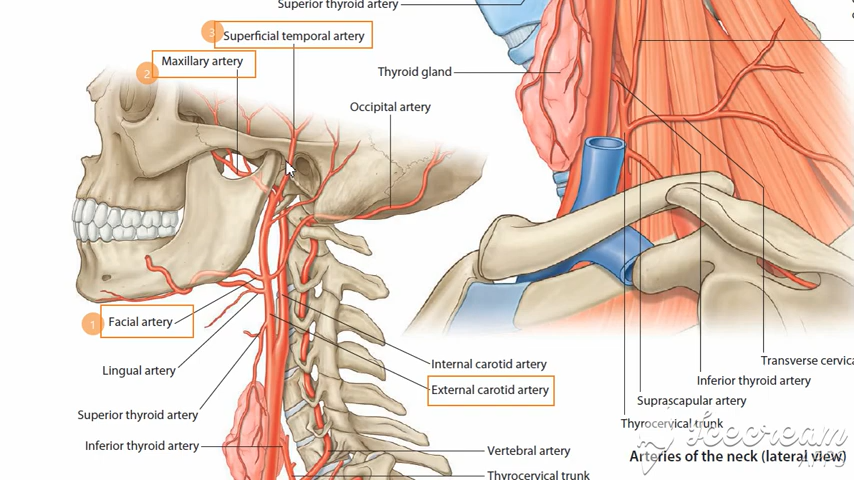 Superior thyroid artery
3
Superficial temporal artery
2
Maxillary artery
Thyroid gland
Occipital artery
1
Facial artery
Lingual artery
Superior thyroid artery
Inferior thyroid artery
Internal carotid artery
External carotid artery
Vertebral artery
Thyrocervical trunk
Transverse cervica
Inferior thyroid artery
Suprascapular artery
Thyrocervical trunk
Arteries of the neck (lateral view)
Icecream
APPS